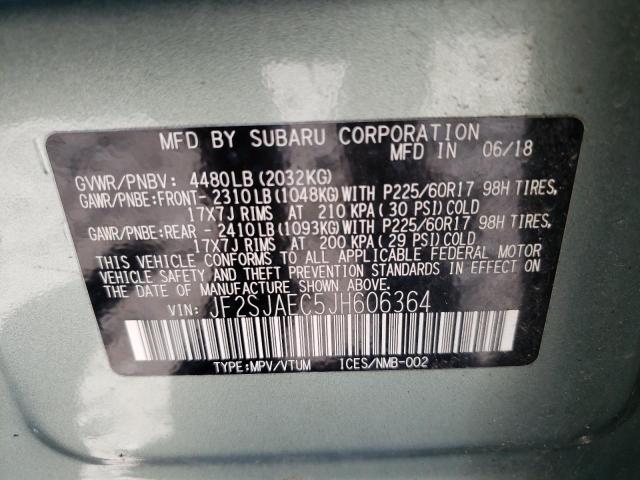 MFD BY SUBARU CORPORATION
MFD IN 06/18
GVWR/PNBV: 4480LB (2032KG)
GAWR/PNBE:FRONT- 2310LB (1048KG) WITH P225/60R17 98H TIRES,
17X7J RIMS AT 210 KPA (30 PSI) COLD
GAWR/PNBE:REAR - 2410LB (1093KG) WITH P225/60R17 98H TIRES,
17X7J RIMS AT 200 KPA (29 PSI) COLD
THIS VEHICLE CONFORMS TO ALL APPLICABLE FEDERAL MOTOR
VEHICLE SAFETY AND THEFT PREVENTION STANDARDS IN EFFECT ON
THE DATE OF MANUFACTURE SHOWN ABOVE.
VIN: JF2SJAEC5JH606364
TYPE:MPV/VTUM ICES/NMB-002